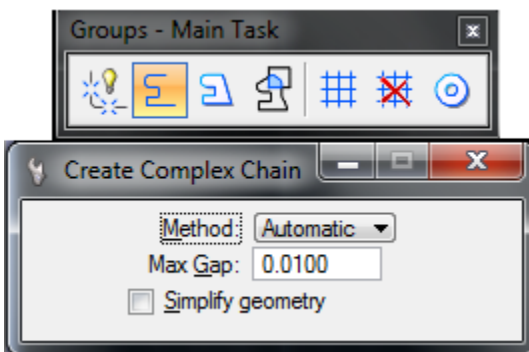 Groups - Main Task
Create Complex Chain
Method: Automatic
Max Gap: 0.0100
Simplify geometry